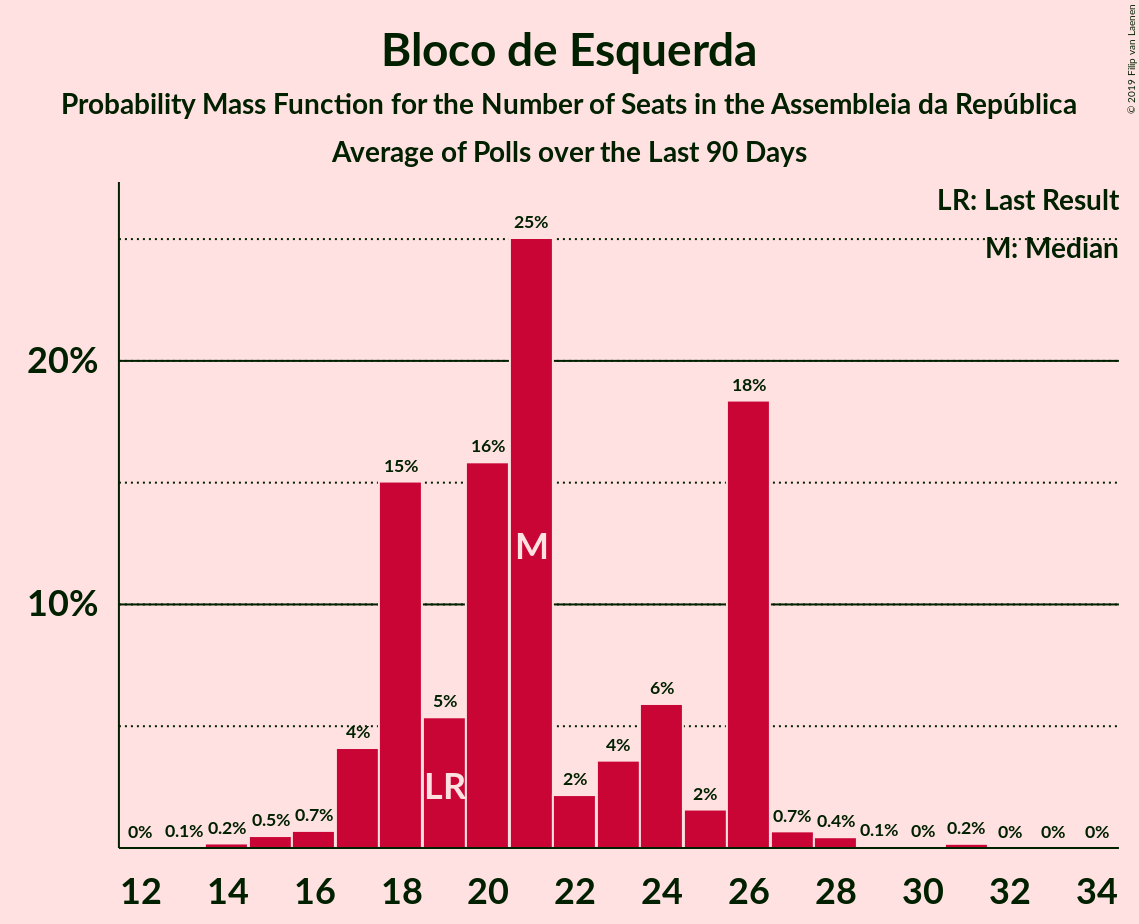 Bloco de Esquerda
Probability Mass Function for the Number of Seats in the Assembleia da República
Average of Polls over the Last 90 Days
© 2019 Filip van Laenen
LR: Last Result
M: Median
20%
10%
0%
0.1%
0.2%
0.5%
0.7%
4%
15%
5%
16%
25%
2%
4%
6%
2%
18%
0.7%
0.4%
0.1%
0%
0.2%
0%
0%
0%
LR
M
12 14 16 18 20 22 24 26 28 30 32 34